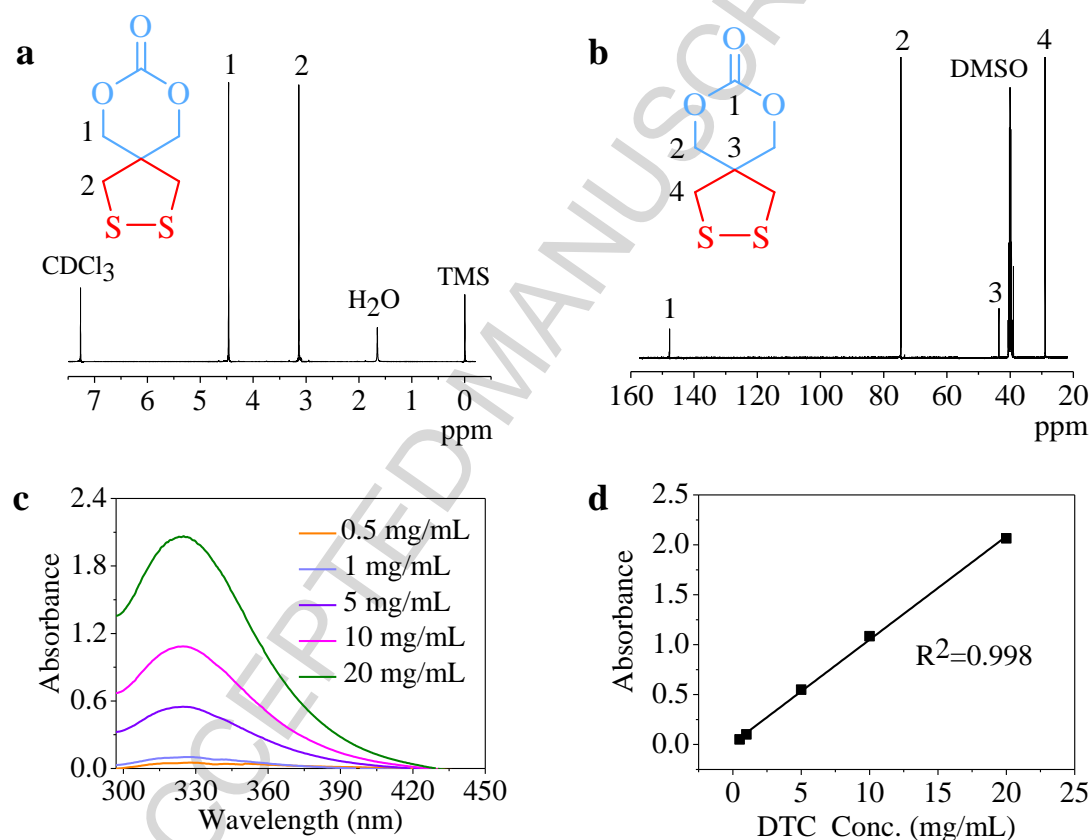 a
O
O O
1
2
S S
1 2
CDCl3
H2O
TMS
7 6 5 4 3 2 1 0
ppm
b
O
O O
1
2 3
4
S S
2 4
DMSO
1
3
160 140 120 100 80 60 40 20
ppm
c
2.4
1.8
1.2
0.6
0.0
Absorbance
0.5 mg/mL
1 mg/mL
5 mg/mL
10 mg/mL
20 mg/mL
300 330 360 390 420 450
Wavelength (nm)
d
2.5
2.0
1.5
1.0
0.5
0.0
Absorbance
R2=0.998
0 5 10 15 20 25
DTC Conc. (mg/mL)
CCEPTED MANUSCR